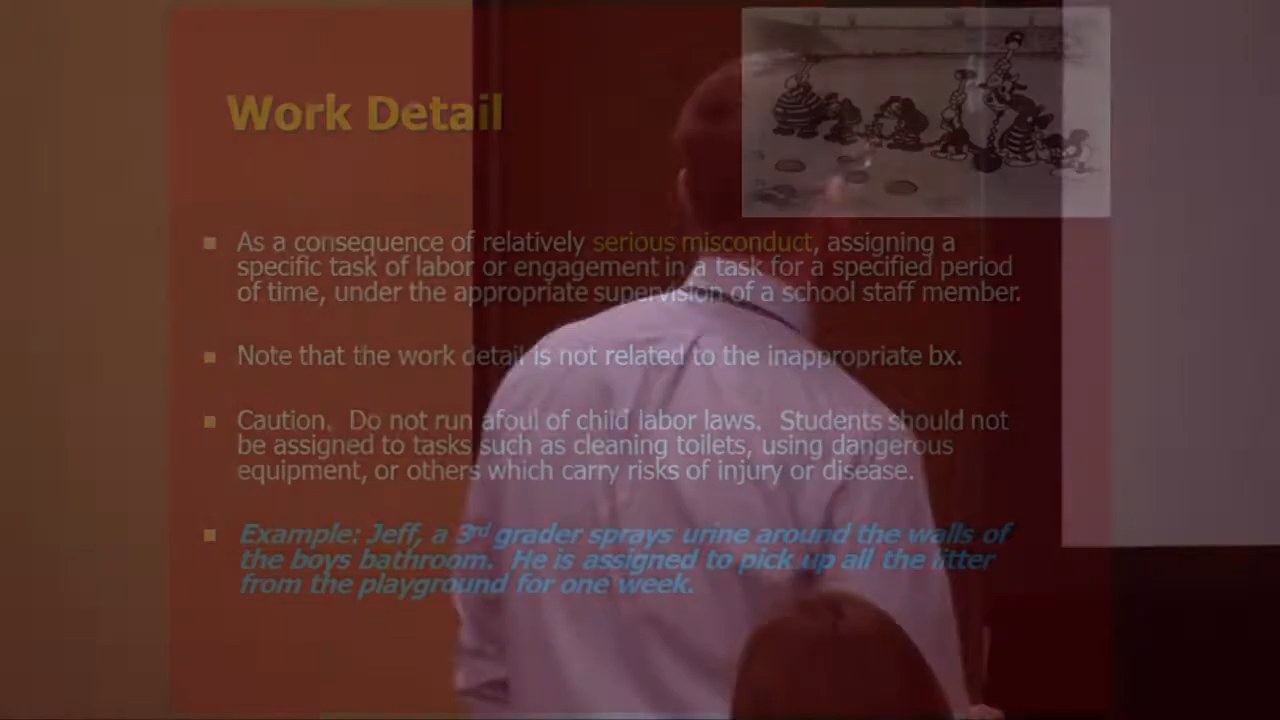 Work Detail
As a consequence of relatively serious misconduct, assigning a
specific task of labor or engagement in a task for a specified period
of time, under the appropriate supervision of a school staff member.
Note that the work detail is not related to the inappropriate bx.
Caution. Do not run afoul of child labor laws. Students should not
be assigned to tasks such as cleaning toilets, using dangerous
equipment, or others which carry risks of injury or disease.
Example: Jeff, a 3rd grader sprays urine around the walls of
the boys bathroom. He is assigned to pick up all the litter
from the playground for one week.